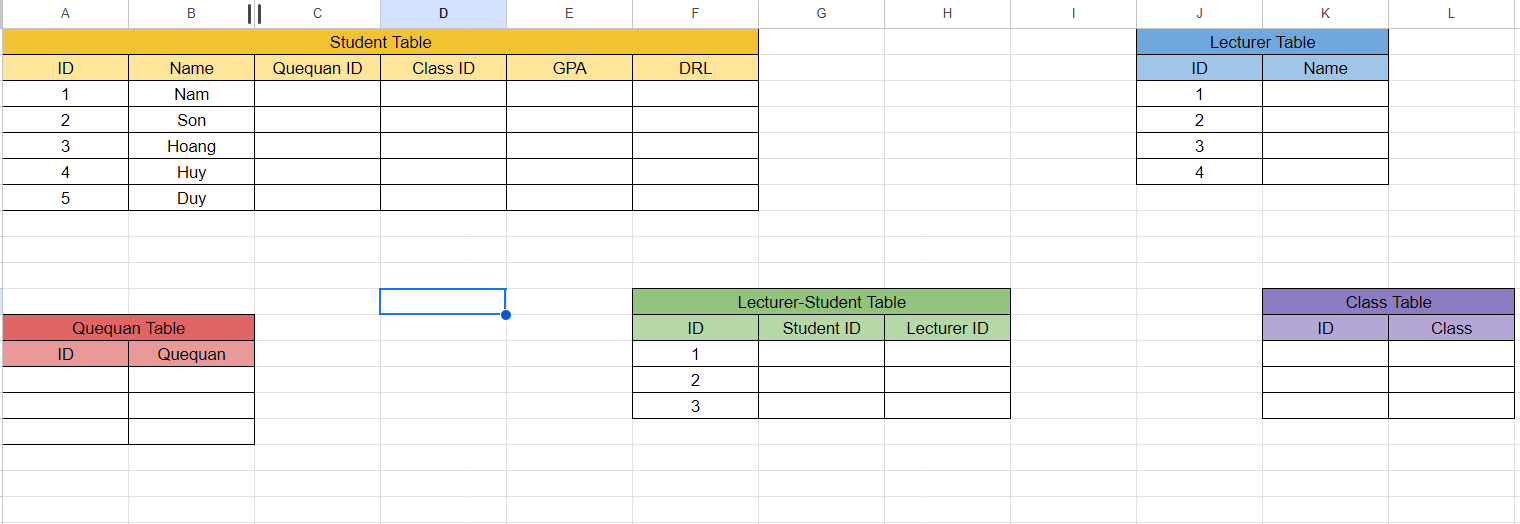 A B C D E F G H I J K L
Student Table Lecturer Table
ID Name Quequan ID Class ID GPA DRL ID Name
1 Nam 1
2 Son 2
3 Hoang 3
4 Huy 4
5 Duy
Lecturer-Student Table Class Table
Quequan Table ID Student ID Lecturer ID ID Class
ID Quequan 1
2
3